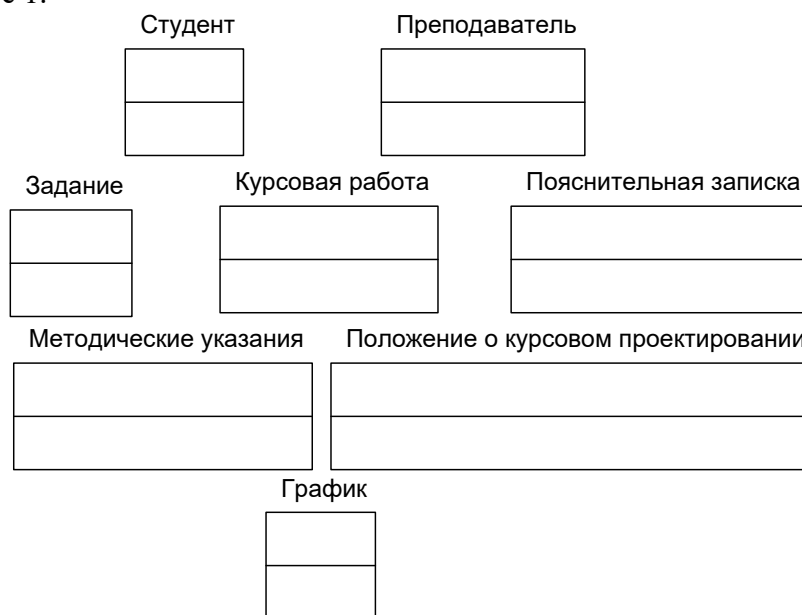 Студент Преподаватель
Задание Курсовая работа Пояснительная записка
Методические указания Положение о курсовом проектировании
График